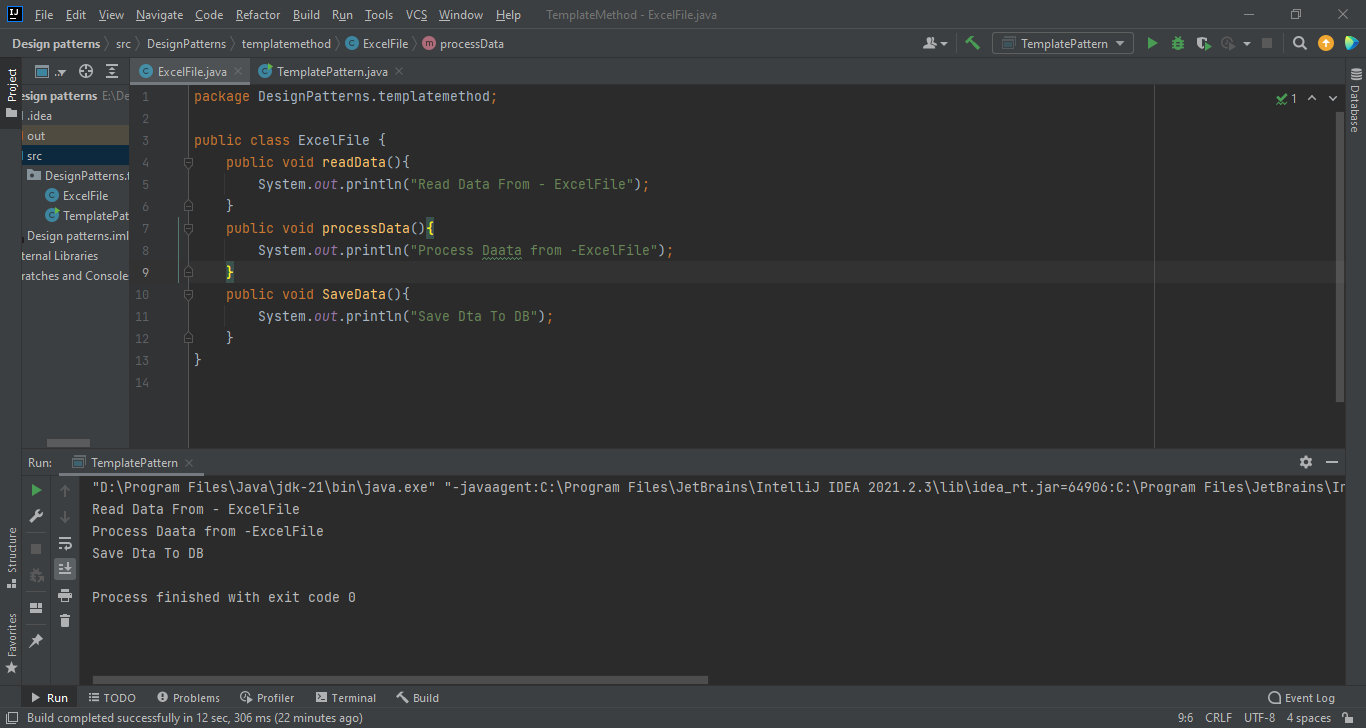 File Edit View Navigate Code Refactor Build Run Tools VCS Window Help TemplateMethod - ExcelFile.java
Design patterns src DesignPatterns templatemethod ExcelFile processData TemplatePattern
Project
ExcelFile.java TemplatePattern.java
esign patterns E:\De
.idea
out
src
DesignPatterns.t
ExcelFile
TemplatePat
Design patterns.iml
ternal Libraries
ratches and Console
1 package DesignPatterns.templatemethod;
2
3 public class ExcelFile {
4 public void readData(){
5 System.out.println("Read Data From - ExcelFile");
6 }
7 public void processData(){
8 System.out.println("Process Daata from -ExcelFile");
9 }
10 public void SaveData(){
11 System.out.println("Save Dta To DB");
12 }
13 }
14
1
Database
Run: TemplatePattern
"D:\Program Files\Java\jdk-21\bin\java.exe" "-javaagent:C:\Program Files\JetBrains\IntelliJ IDEA 2021.2.3\lib\idea_rt.jar=64906:C:\Program Files\JetBrains\In
Read Data From - ExcelFile
Process Daata from -ExcelFile
Save Dta To DB
Process finished with exit code 0
Structure
Favorites
Run TODO Problems Profiler Terminal Build Event Log
Build completed successfully in 12 sec, 306 ms (22 minutes ago) 9:6 CRLF UTF-8 4 spaces